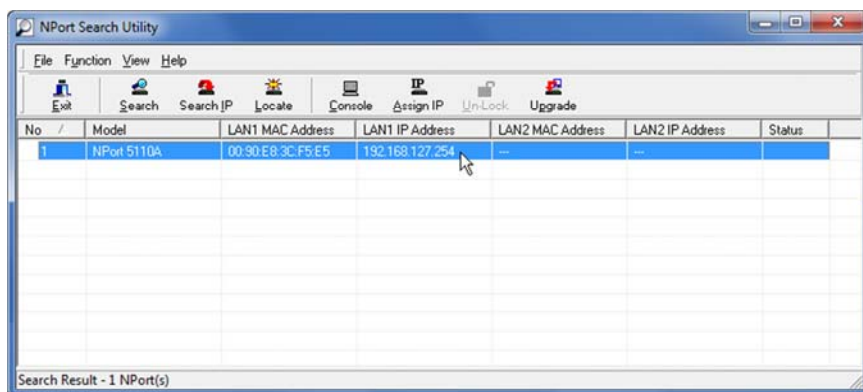 NPort Search Utility
File Function View Help
Exit Search Search IP Locate Console Assign IP Un-Lock Upgrade
No / Model LAN1 MAC Address LAN1 IP Address LAN2 MAC Address LAN2 IP Address Status
1 NPort 5110A 00:90:E8:3C:F5:E5 192.168.127.254 --- ---
Search Result - 1 NPort(s)